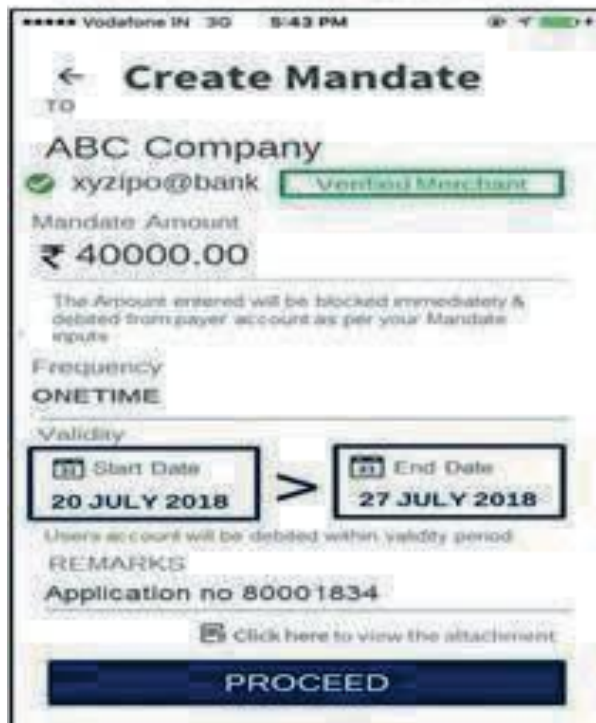 Vodafone IN 3G 5:43 PM
← Create Mandate
TO
ABC Company
xyzipo@bank Verified Merchant
Mandate Amount
₹ 40000.00
The Amount entered will be blocked immediately &
debited from payer account as per your Mandate
inputs
Frequency
ONETIME
Validity
31 Start Date > 31 End Date
20 JULY 2018 27 JULY 2018
Users account will be debited within validity period
REMARKS
Application no 80001834
Click here to view the attachment
PROCEED